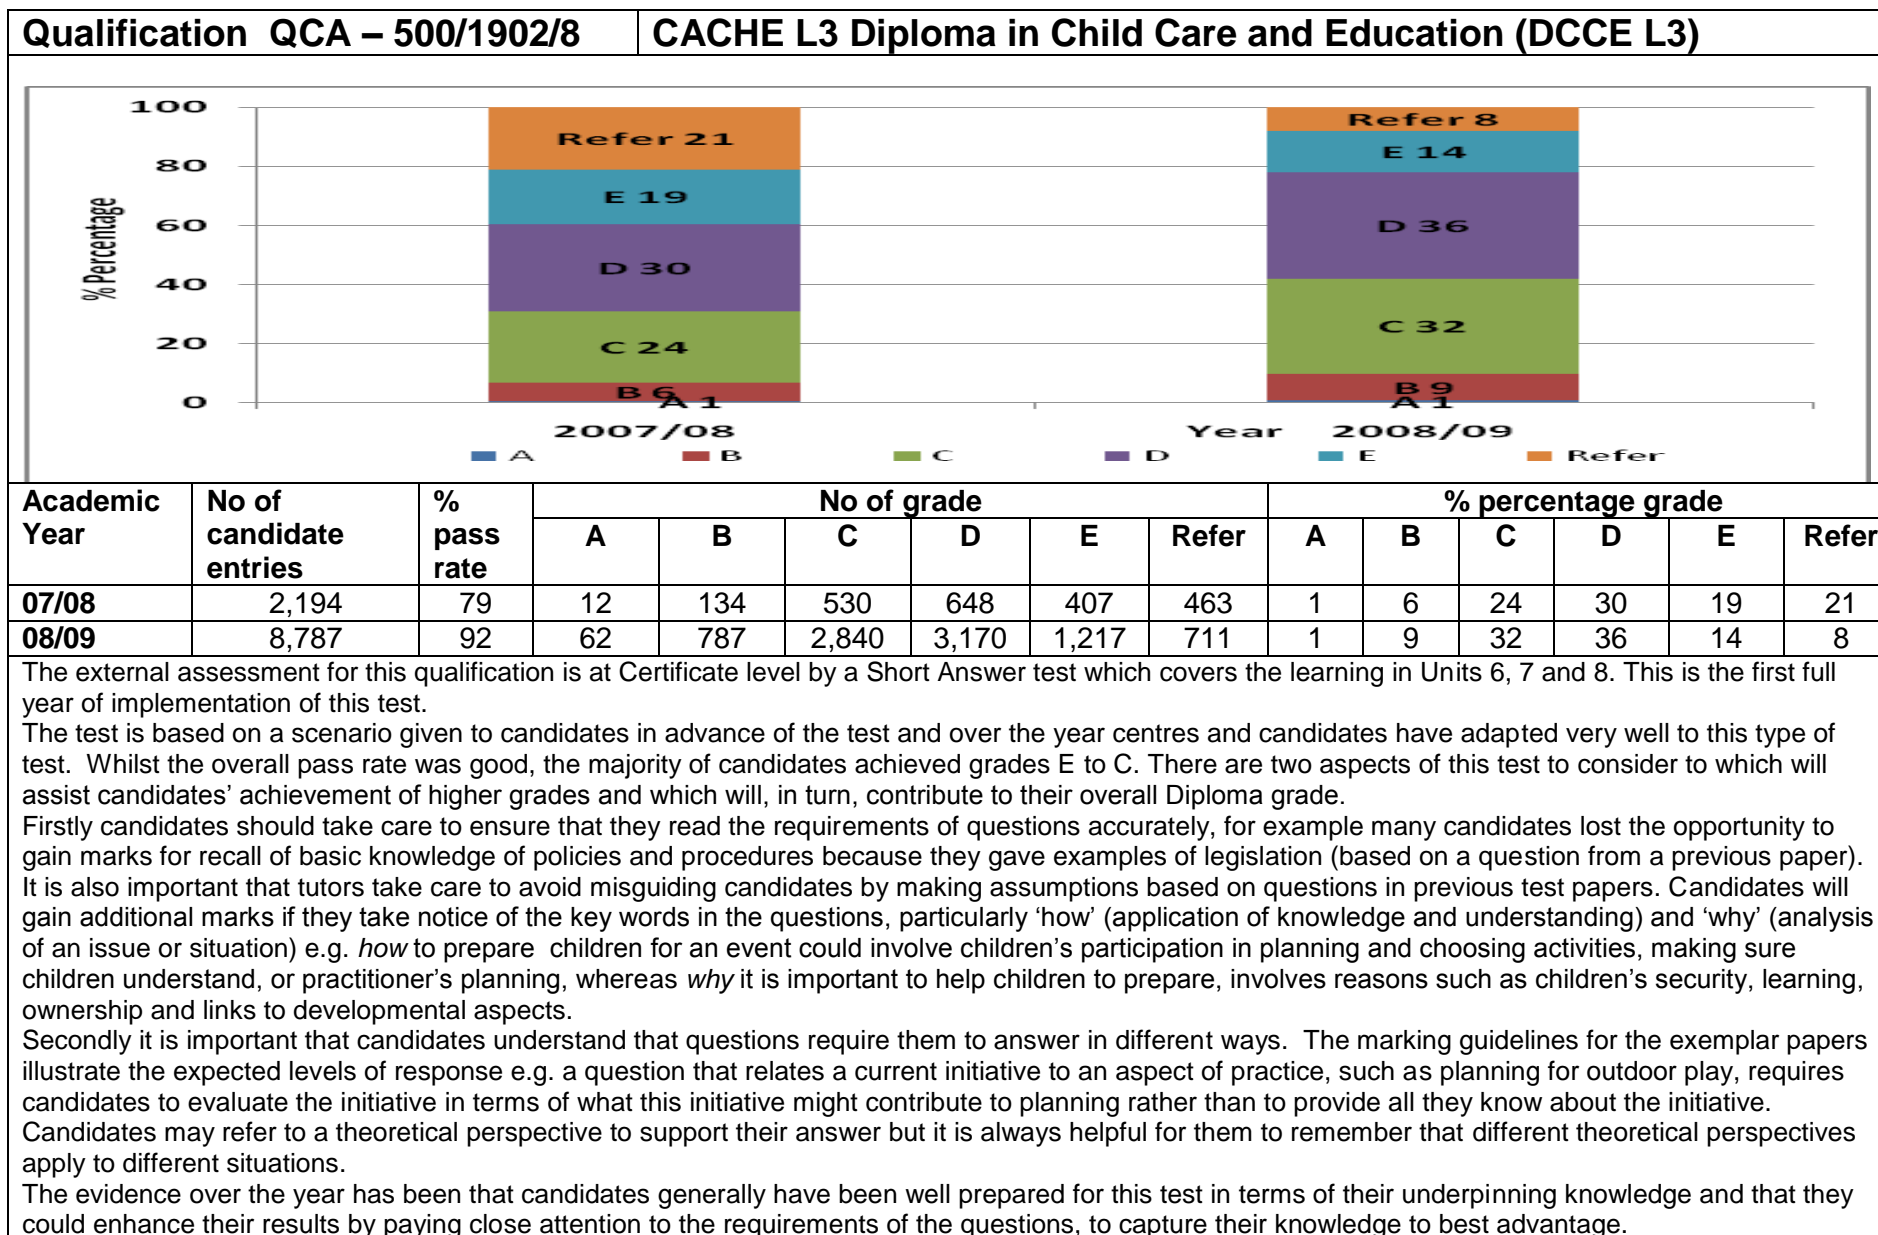 Qualification QCA – 500/1902/8 CACHE L3 Diploma in Child Care and Education (DCCE L3)
100
80
60
40
20
0
% Percentage
Refer 21
E 19
D 30
C 24
B 6
A 1
Refer 8
E 14
D 36
C 32
B 9
A 1
2007/08 Year 2008/09
A B C D E Refer
Academic Year No of candidate entries % pass rate No of grade % percentage grade
A B C D E Refer A B C D E Refer
07/08 2,194 79 12 134 530 648 407 463 1 6 24 30 19 21
08/09 8,787 92 62 787 2,840 3,170 1,217 711 1 9 32 36 14 8
The external assessment for this qualification is at Certificate level by a Short Answer test which covers the learning in Units 6, 7 and 8. This is the first full
year of implementation of this test.
The test is based on a scenario given to candidates in advance of the test and over the year centres and candidates have adapted very well to this type of
test. Whilst the overall pass rate was good, the majority of candidates achieved grades E to C. There are two aspects of this test to consider to which will
assist candidates’ achievement of higher grades and which will, in turn, contribute to their overall Diploma grade.
Firstly candidates should take care to ensure that they read the requirements of questions accurately, for example many candidates lost the opportunity to
gain marks for recall of basic knowledge of policies and procedures because they gave examples of legislation (based on a question from a previous paper).
It is also important that tutors take care to avoid misguiding candidates by making assumptions based on questions in previous test papers. Candidates will
gain additional marks if they take notice of the key words in the questions, particularly ‘how’ (application of knowledge and understanding) and ‘why’ (analysis
of an issue or situation) e.g. how to prepare children for an event could involve children’s participation in planning and choosing activities, making sure
children understand, or practitioner’s planning, whereas why it is important to help children to prepare, involves reasons such as children’s security, learning,
ownership and links to developmental aspects.
Secondly it is important that candidates understand that questions require them to answer in different ways. The marking guidelines for the exemplar papers
illustrate the expected levels of response e.g. a question that relates a current initiative to an aspect of practice, such as planning for outdoor play, requires
candidates to evaluate the initiative in terms of what this initiative might contribute to planning rather than to provide all they know about the initiative.
Candidates may refer to a theoretical perspective to support their answer but it is always helpful for them to remember that different theoretical perspectives
apply to different situations.
The evidence over the year has been that candidates generally have been well prepared for this test in terms of their underpinning knowledge and that they
could enhance their results by paying close attention to the requirements of the questions, to capture their knowledge to best advantage.